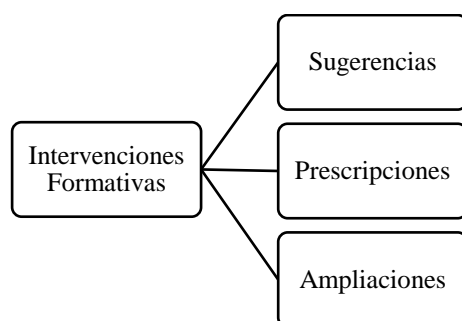 Intervenciones
Formativas
Sugerencias
Prescripciones
Ampliaciones